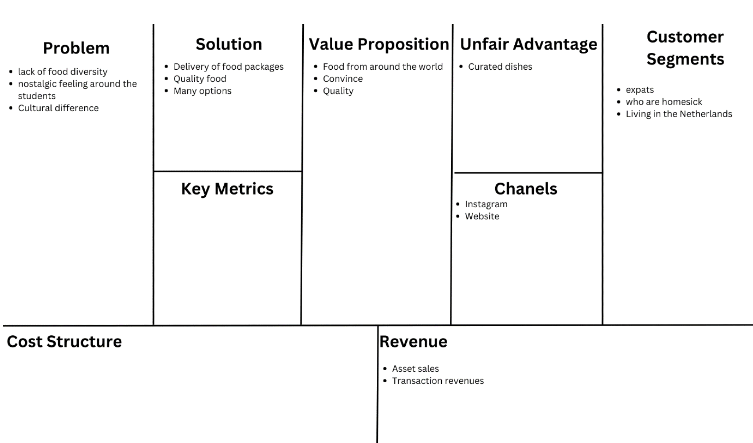 Problem
• lack of food diversity
• nostalgic feeling around the
students
• Cultural difference
Solution
• Delivery of food packages
• Quality food
• Many options
Key Metrics
Value Proposition
• Food from around the world
• Convince
• Quality
Unfair Advantage
• Curated dishes
Chanels
• Instagram
• Website
Customer
Segments
• expats
• who are homesick
• Living in the Netherlands
Cost Structure
Revenue
• Asset sales
• Transaction revenues